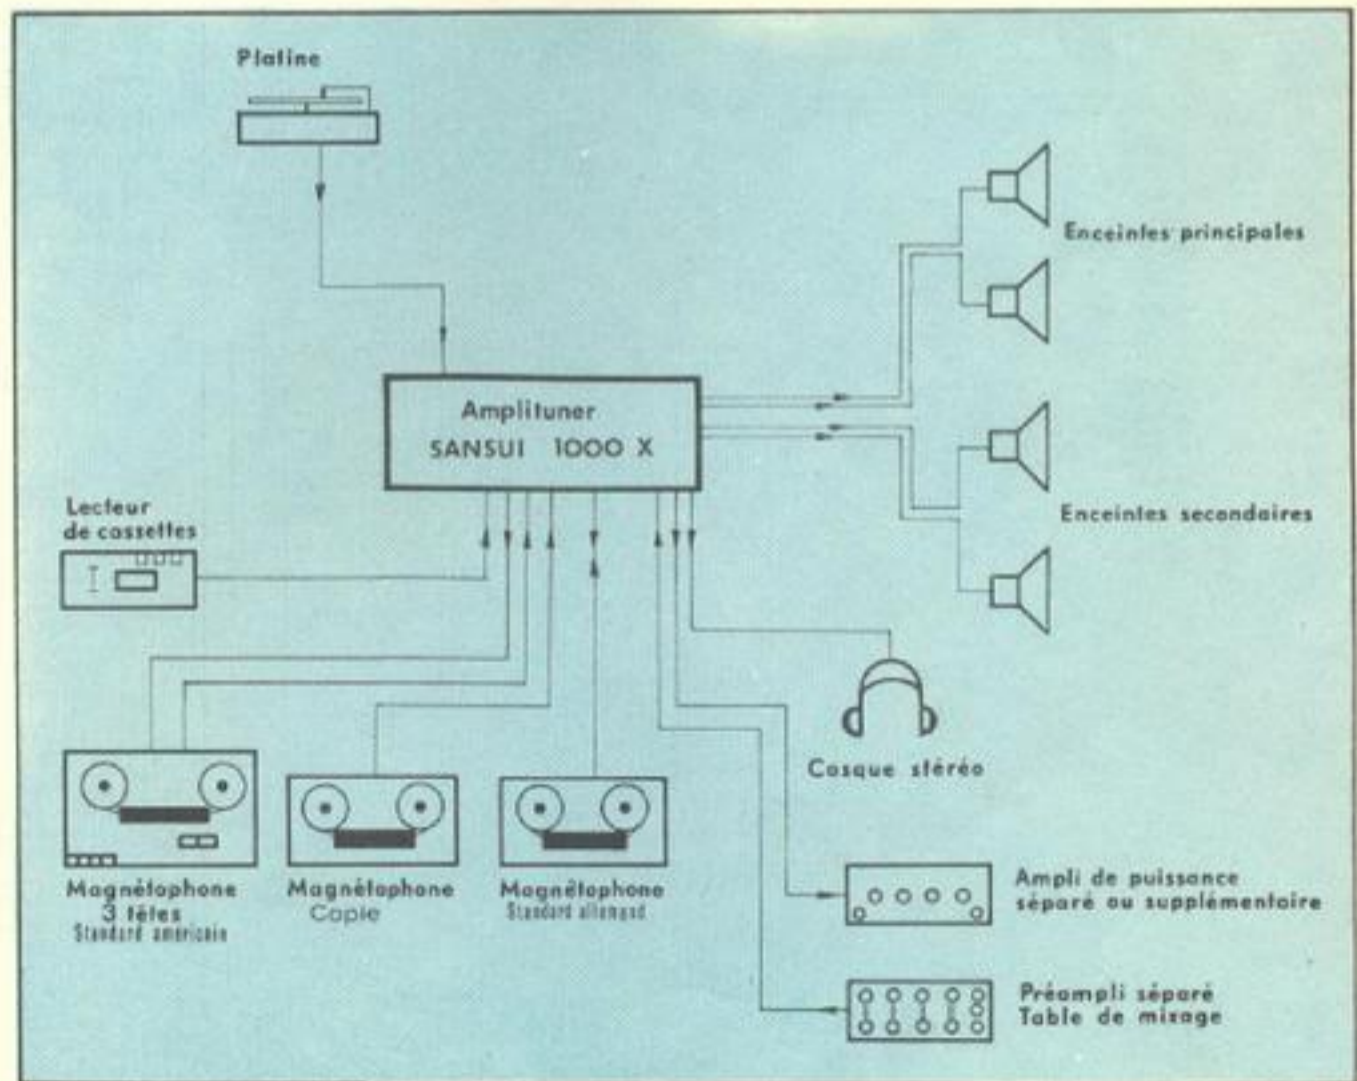 Platine
Enceintes principales
Amplituner
SANSUI 1000 X
Lecteur
de cassettes
Enceintes secondaires
Casque stéréo
Magnétophone
3 têtes
Standard américain
Magnétophone
Copie
Magnétophone
Standard allemand
Ampli de puissance
séparé ou supplémentaire
Préampli séparé
Table de mixage